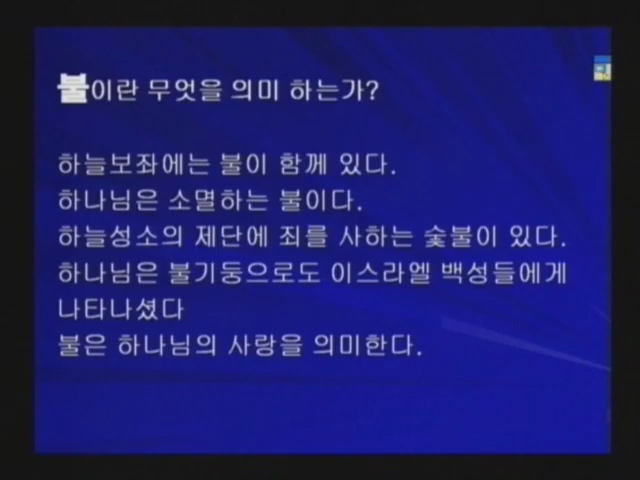 불이란 무엇을 의미 하는가?
하늘보좌에는 불이 함께 있다.
하나님은 소멸하는 불이다.
하늘성소의 제단에 죄를 사하는 숯불이 있다.
하나님은 불기둥으로도 이스라엘 백성들에게
나타나셨다
불은 하나님의 사랑을 의미한다.